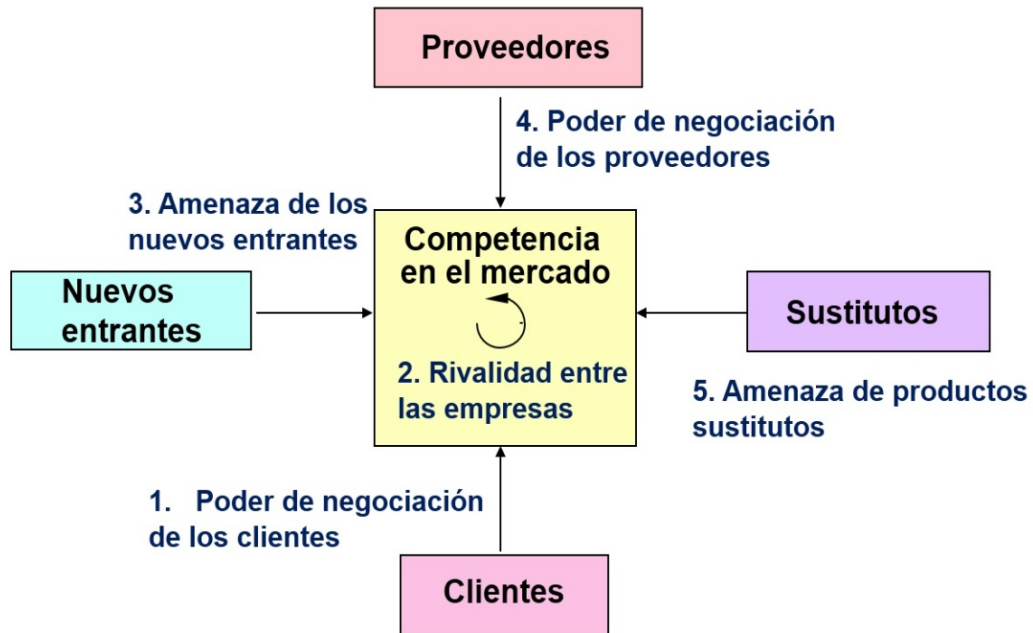 Proveedores
4. Poder de negociación
de los proveedores
3. Amenaza de los
nuevos entrantes
Competencia
en el mercado
Nuevos
entrantes
Sustitutos
2. Rivalidad entre
las empresas
5. Amenaza de productos
sustitutos
1. Poder de negociación
de los clientes
Clientes